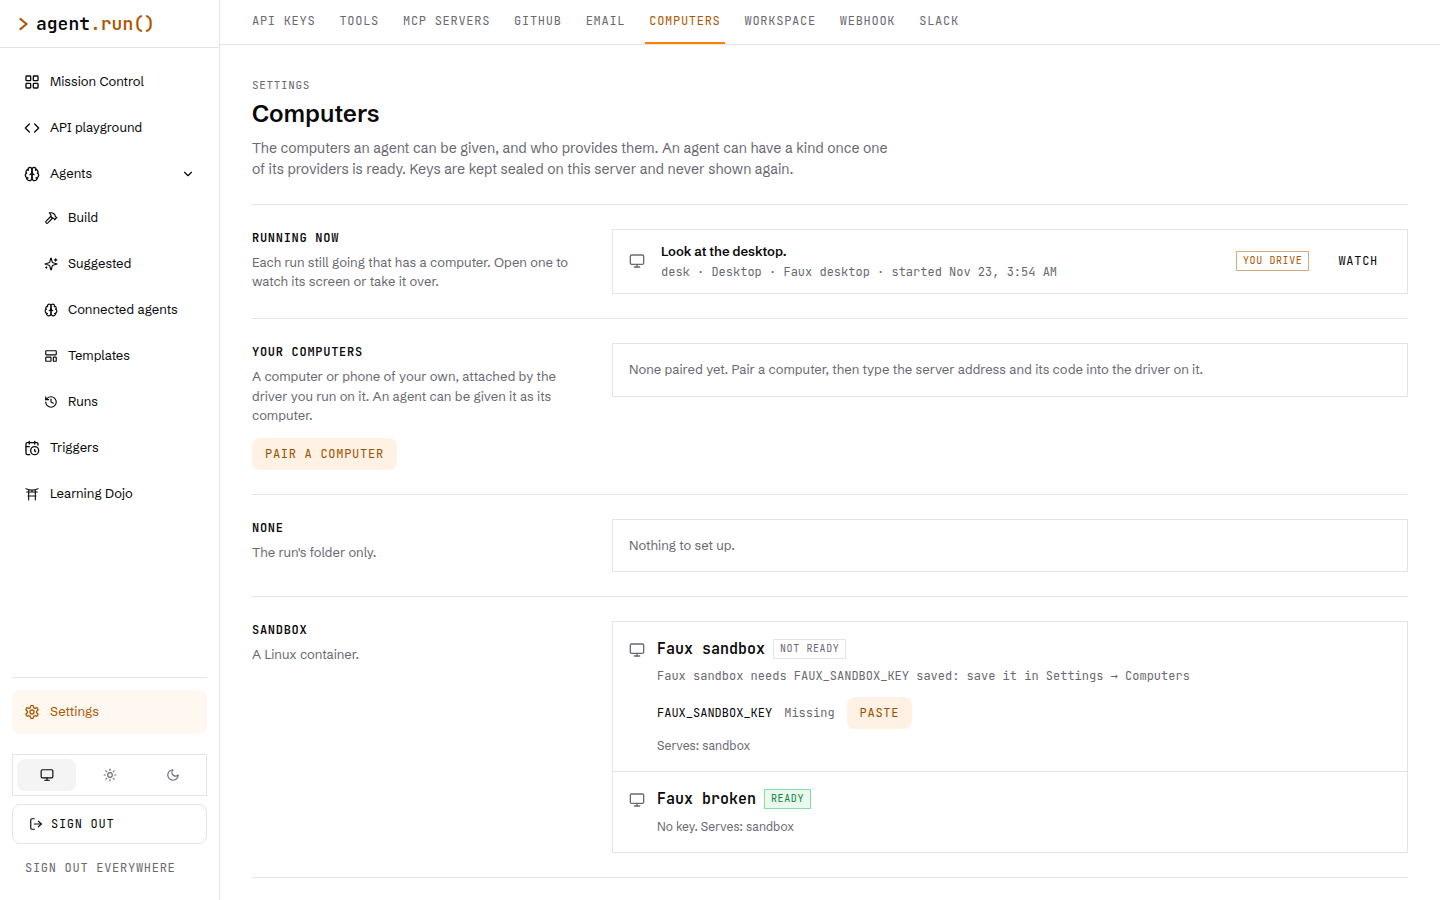 agent.run()
API KEYS
TOOLS
MCP SERVERS
GITHUB
EMAIL
COMPUTERS
WORKSPACE
WEBHOOK
SLACK
Mission Control
API playground
Agents
Build
Suggested
Connected agents
Templates
Runs
Triggers
Learning Dojo
Settings
SIGN OUT
SIGN OUT EVERYWHERE
SETTINGS
Computers
The computers an agent can be given, and who provides them. An agent can have a kind once one
of its providers is ready. Keys are kept sealed on this server and never shown again.
RUNNING NOW
Each run still going that has a computer. Open one to
watch its screen or take it over.
Look at the desktop.
desk · Desktop · Faux desktop · started Nov 23, 3:54 AM
YOU DRIVE
WATCH
YOUR COMPUTERS
A computer or phone of your own, attached by the
driver you run on it. An agent can be given it as its
computer.
PAIR A COMPUTER
None paired yet. Pair a computer, then type the server address and its code into the driver on it.
NONE
The run's folder only.
Nothing to set up.
SANDBOX
A Linux container.
Faux sandbox NOT READY
Faux sandbox needs FAUX_SANDBOX_KEY saved: save it in Settings → Computers
FAUX_SANDBOX_KEY Missing PASTE
Serves: sandbox
Faux broken READY
No key. Serves: sandbox